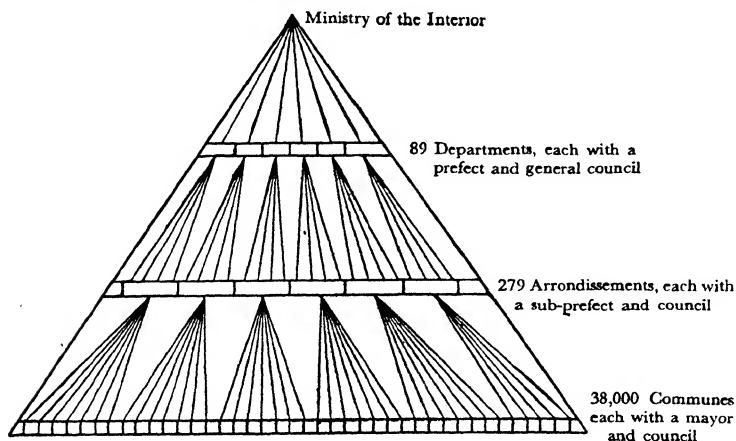 Ministry of the Interior
89 Departments, each with a
prefect and general council
279 Arrondissements, each with
a sub-prefect and council
38,000 Communes
each with a mayor
and council